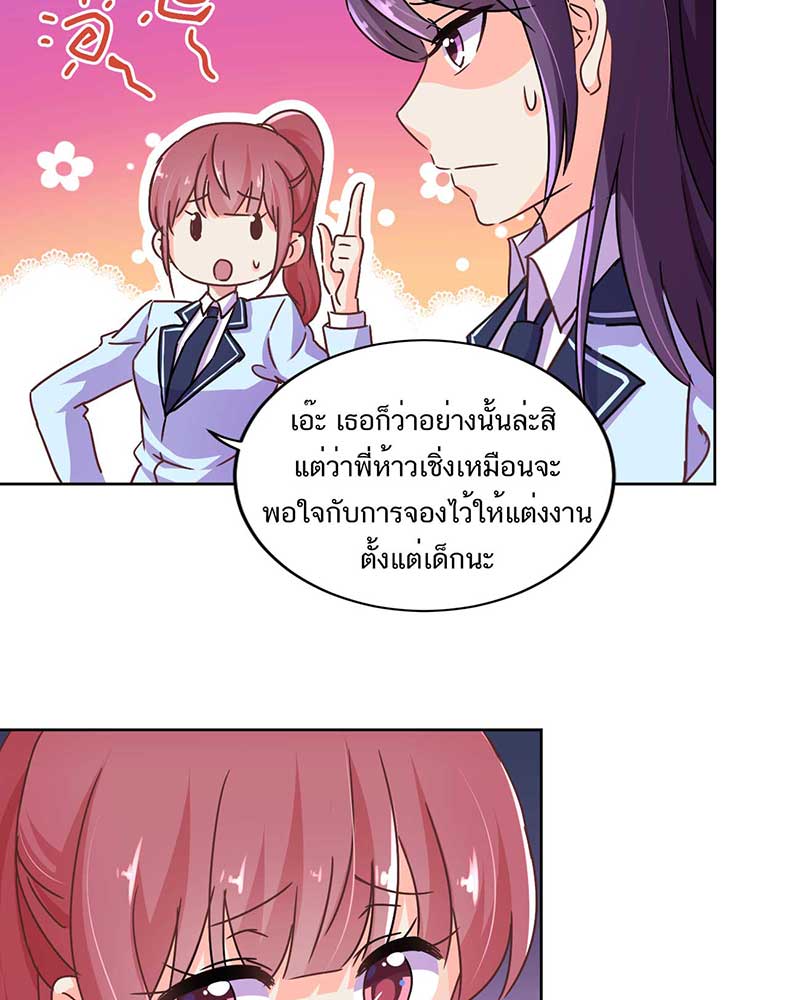 เอ๊ะ เธอก็ว่าอย่างนั้นล่ะสิ
แต่ว่าพี่ห้าวเชิ่งเหมือนจะ
พอใจกับการจองไว้ให้แต่งงาน
ตั้งแต่เด็กนะ